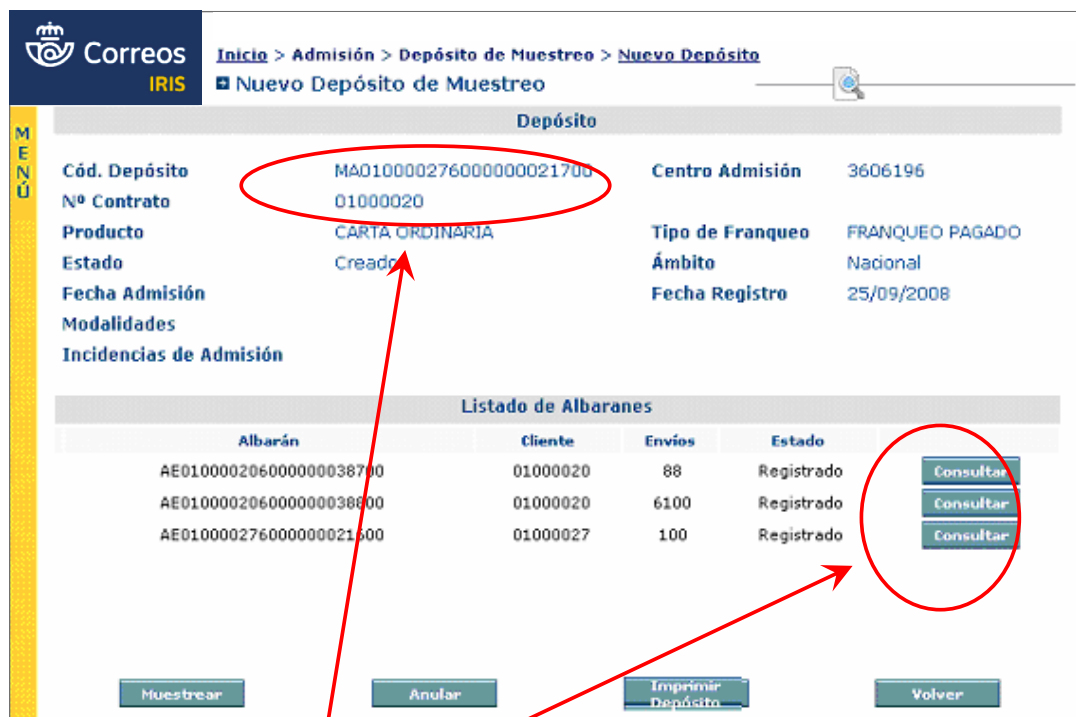 Correos
IRIS
Inicio > Admisión > Depósito de Muestreo > Nuevo Depósito
Nuevo Depósito de Muestreo
MENÚ
Depósito
Cód. Depósito MA0100002760000000021700 Centro Admisión 3606196
Nº Contrato 01000020
Producto CARTA ORDINARIA Tipo de Franqueo FRANQUEO PAGADO
Estado Creado Ámbito Nacional
Fecha Admisión Fecha Registro 25/09/2008
Modalidades
Incidencias de Admisión
Listado de Albaranes
Albarán Cliente Envíos Estado
AE0100002060000000038700 01000020 88 Registrado Consultar
AE0100002060000000038800 01000020 6100 Registrado Consultar
AE0100002760000000021600 01000027 100 Registrado Consultar
Muestrear Anular Imprimir Depósito Volver